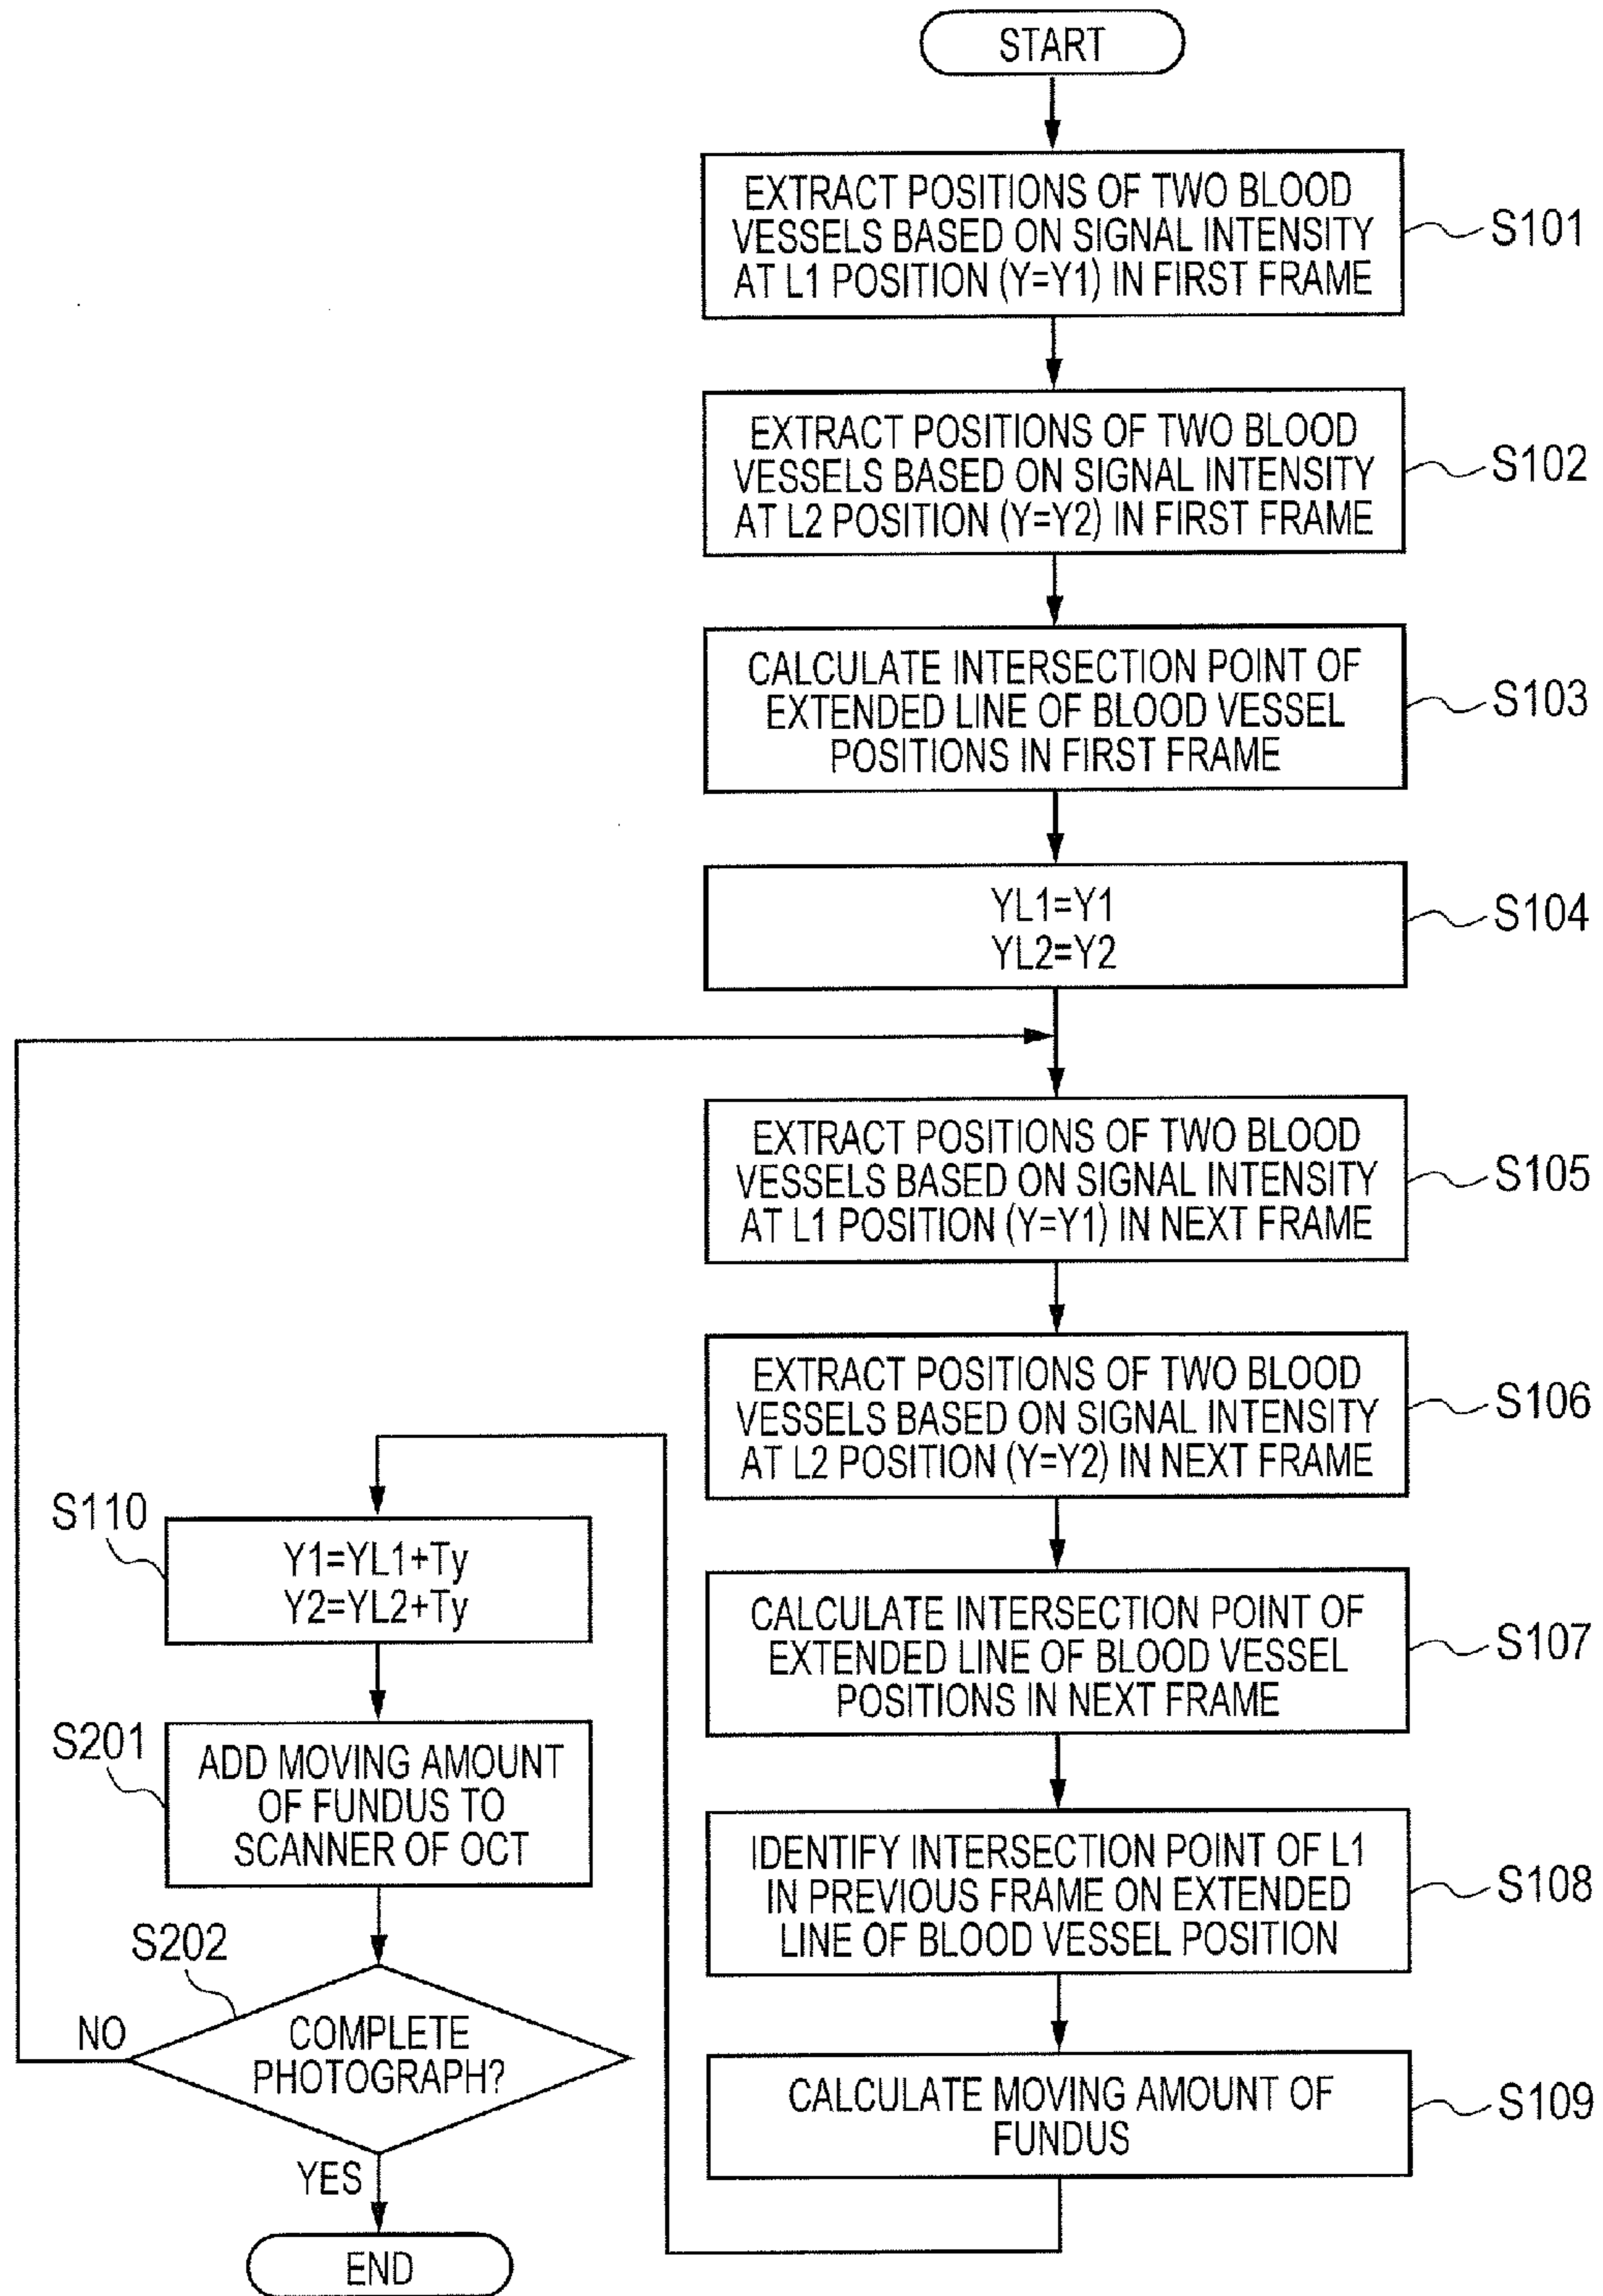 START
EXTRACT POSITIONS OF TWO BLOOD
VESSELS BASED ON SIGNAL INTENSITY
AT L1 POSITION (Y=Y1) IN FIRST FRAME
S101
EXTRACT POSITIONS OF TWO BLOOD
VESSELS BASED ON SIGNAL INTENSITY
AT L2 POSITION (Y=Y2) IN FIRST FRAME
S102
CALCULATE INTERSECTION POINT OF
EXTENDED LINE OF BLOOD VESSEL
POSITIONS IN FIRST FRAME
S103
YL1=Y1
YL2=Y2
S104
EXTRACT POSITIONS OF TWO BLOOD
VESSELS BASED ON SIGNAL INTENSITY
AT L1 POSITION (Y=Y1) IN NEXT FRAME
S105
EXTRACT POSITIONS OF TWO BLOOD
VESSELS BASED ON SIGNAL INTENSITY
AT L2 POSITION (Y=Y2) IN NEXT FRAME
S106
CALCULATE INTERSECTION POINT OF
EXTENDED LINE OF BLOOD VESSEL
POSITIONS IN NEXT FRAME
S107
IDENTIFY INTERSECTION POINT OF L1
IN PREVIOUS FRAME ON EXTENDED
LINE OF BLOOD VESSEL POSITION
S108
CALCULATE MOVING AMOUNT OF
FUNDUS
S109
S110
Y1=YL1+Ty
Y2=YL2+Ty
S201
ADD MOVING AMOUNT
OF FUNDUS TO
SCANNER OF OCT
S202
COMPLETE
PHOTOGRAPH?
NO
YES
END